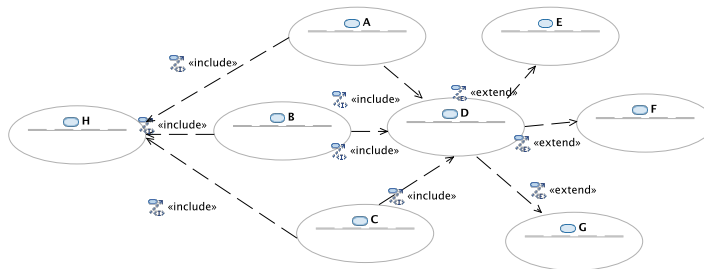 A
E
«include»
«include»
«extend»
H
«include»
B
D
F
«include»
«extend»
«include»
«include»
«extend»
C
G